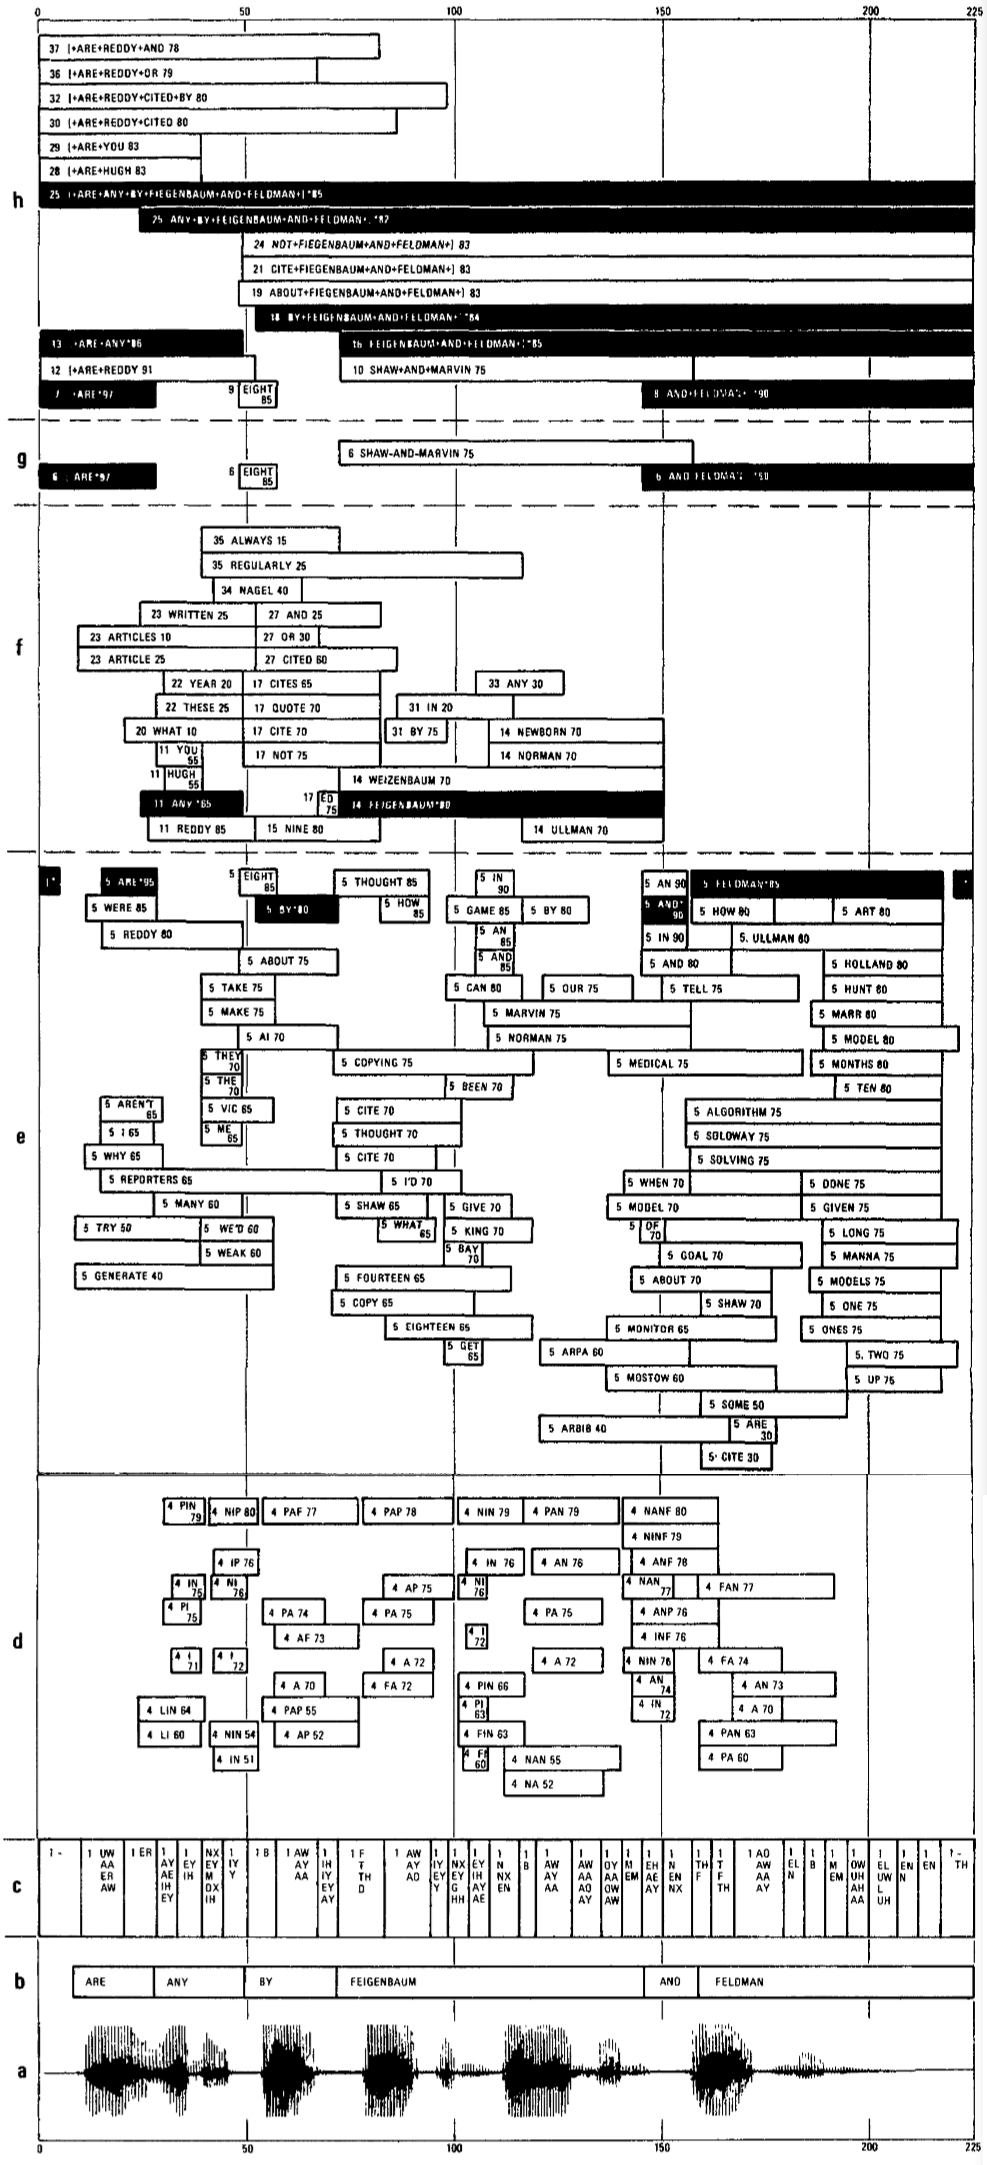 0 50 100 150 200 225
37 [+ARE+REDDY+AND 78
36 [+ARE+REDDY+OR 79
32 [+ARE+REDDY+CITED+BY 80
30 [+ARE+REDDY+CITED 80
29 [+ARE+YOU 83
28 [+ARE+HUGH 83
h
25 [+ARE+ANY+BY+FIEGENBAUM+AND+FELDMAN+]*85
25 ANY+BY+FEIGENBAUM+AND+FELDMAN+]*82
24 NOT+FIEGENBAUM+AND+FELDMAN+] 83
21 CITE+FIEGENBAUM+AND+FELDMAN+] 83
19 ABOUT+FIEGENBAUM+AND+FELDMAN+] 83
18 BY+FEIGENBAUM+AND+FELDMAN+]*84
13 [+ARE+ANY*86 16 FEIGENBAUM+AND+FELDMAN+]*85
12 [+ARE+REDDY 91 10 SHAW+AND+MARVIN 75
7 [+ARE*97 9 EIGHT 85 8 AND+FELDMAN+]*90
g
6 SHAW-AND-MARVIN 75
6 [ARE*97 6 EIGHT 85 6 AND FELDMAN
35 ALWAYS 15
35 REGULARLY 25
34 NAGEL 40
23 WRITTEN 25 27 AND 25
23 ARTICLES 10 27 OR 30
f
23 ARTICLE 25 27 CITED 60
22 YEAR 20 17 CITES 65 33 ANY 30
22 THESE 25 17 QUOTE 70 31 IN 20
20 WHAT 10 17 CITE 70 31 BY 75 14 NEWBORN 70
11 YOU 55 17 NOT 75 14 NORMAN 70
11 HUGH 55 14 WEIZENBAUM 70
11 ANY *65 17 ED 75 14 FEIGENBAUM*80
11 REDDY 85 15 NINE 80 14 ULLMAN 70
5 ARE*95 5 EIGHT 85 5 THOUGHT 85 5 IN 90 5 AN 90 5 FELDMAN*85
5 WERE 85 5 BY*80 5 HOW 85 5 GAME 85 5 BY 80 5 AND* 90 5 HOW 80 5 ART 80
5 REDDY 80 5 AN 85 5 IN 90 5. ULLMAN 80
5 ABOUT 75 5 AND 85 5 AND 80 5 HOLLAND 80
5 TAKE 75 5 CAN 80 5 OUR 75 5 TELL 75 5 HUNT 80
5 MAKE 75 5 MARVIN 75 5 MARR 80
5 AI 70 5 NORMAN 75 5 MODEL 80
5 THEY 70 5 COPYING 75 5 MEDICAL 75 5 MONTHS 80
5 THE 70 5 BEEN 70 5 TEN 80
5 AREN'T 65 5 VIC 65 5 CITE 70 5 ALGORITHM 75
e
5 I 65 5 ME 65 5 THOUGHT 70 5 SOLOWAY 75
5 WHY 65 5 CITE 70 5 SOLVING 75
5 REPORTERS 65 5 I'D 70 5 WHEN 70 5 DONE 75
5 MANY 60 5 SHAW 65 5 GIVE 70 5 MODEL 70 5 GIVEN 75
5 TRY 50 5 WE'D 60 5 WHAT 65 5 KING 70 5 OF 70 5 LONG 75
5 WEAK 60 5 BAY 70 5 GOAL 70 5 MANNA 75
5 GENERATE 40 5 FOURTEEN 65 5 ABOUT 70 5 MODELS 75
5 COPY 65 5 SHAW 70 5 ONE 75
5 EIGHTEEN 65 5 MONITOR 65 5 ONES 75
5 GET 65 5 ARPA 60 5. TWO 75
5 MOSTOW 60 5 UP 75
5 SOME 50
5 ARBIB 40 5 ARE 30
5 CITE 30
4 PIN 79 4 NIP 80 4 PAF 77 4 PAP 78 4 NIN 79 4 PAN 79 4 NANF 80
4 NINF 79
4 IP 76 4 IN 76 4 AN 76 4 ANF 78
4 IN 75 4 NI 76 4 AP 75 4 NI 76 4 NAN 77 4 FAN 77
4 PI 75 4 PA 74 4 PA 75 4 PA 75 4 ANP 76
d
4 AF 73 4 I 72 4 INF 76
4 I 71 4 I 72 4 A 72 4 A 72 4 NIN 76 4 FA 74
4 A 70 4 FA 72 4 PIN 66 4 AN 74 4 AN 73
4 LIN 64 4 PAP 55 4 PI 63 4 IN 72 4 A 70
4 LI 60 4 NIN 54 4 AP 52 4 FIN 63 4 PAN 63
4 IN 51 4 FI 60 4 NAN 55 4 PA 60
4 NA 52
c
1 - 1 UW AA ER AW 1 ER 1 AY AE IH EY 1 EY IH NX EY M OX IH 1 IY Y 1 B 1 AW AY AA 1 IH IY EY AY 1 F T TH D 1 AW AY AO 1 IY EY Y 1 NX EY G HH 1 EY IH AY AE 1 N NX EN 1 B 1 AW AY AA 1 AW AA AO AY 1 OY AA OW AW 1 M EM 1 EH AE AY 1 N EN NX 1 TH F 1 T F TH 1 AO AW AA AY 1 EL N 1 B 1 M EM 1 OW UH AH AA 1 EL UW L UH 1 EN N 1 EN 1 - TH
b ARE ANY BY FEIGENBAUM AND FELDMAN
a
0 50 100 150 200 225